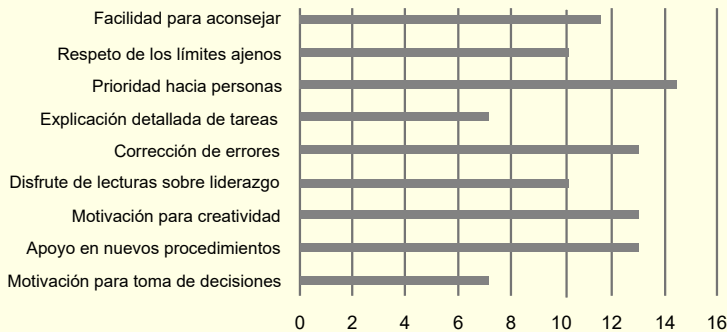 Facilidad para aconsejar
Respeto de los límites ajenos
Prioridad hacia personas
Explicación detallada de tareas
Corrección de errores
Disfrute de lecturas sobre liderazgo
Motivación para creatividad
Apoyo en nuevos procedimientos
Motivación para toma de decisiones
0 2 4 6 8 10 12 14 16